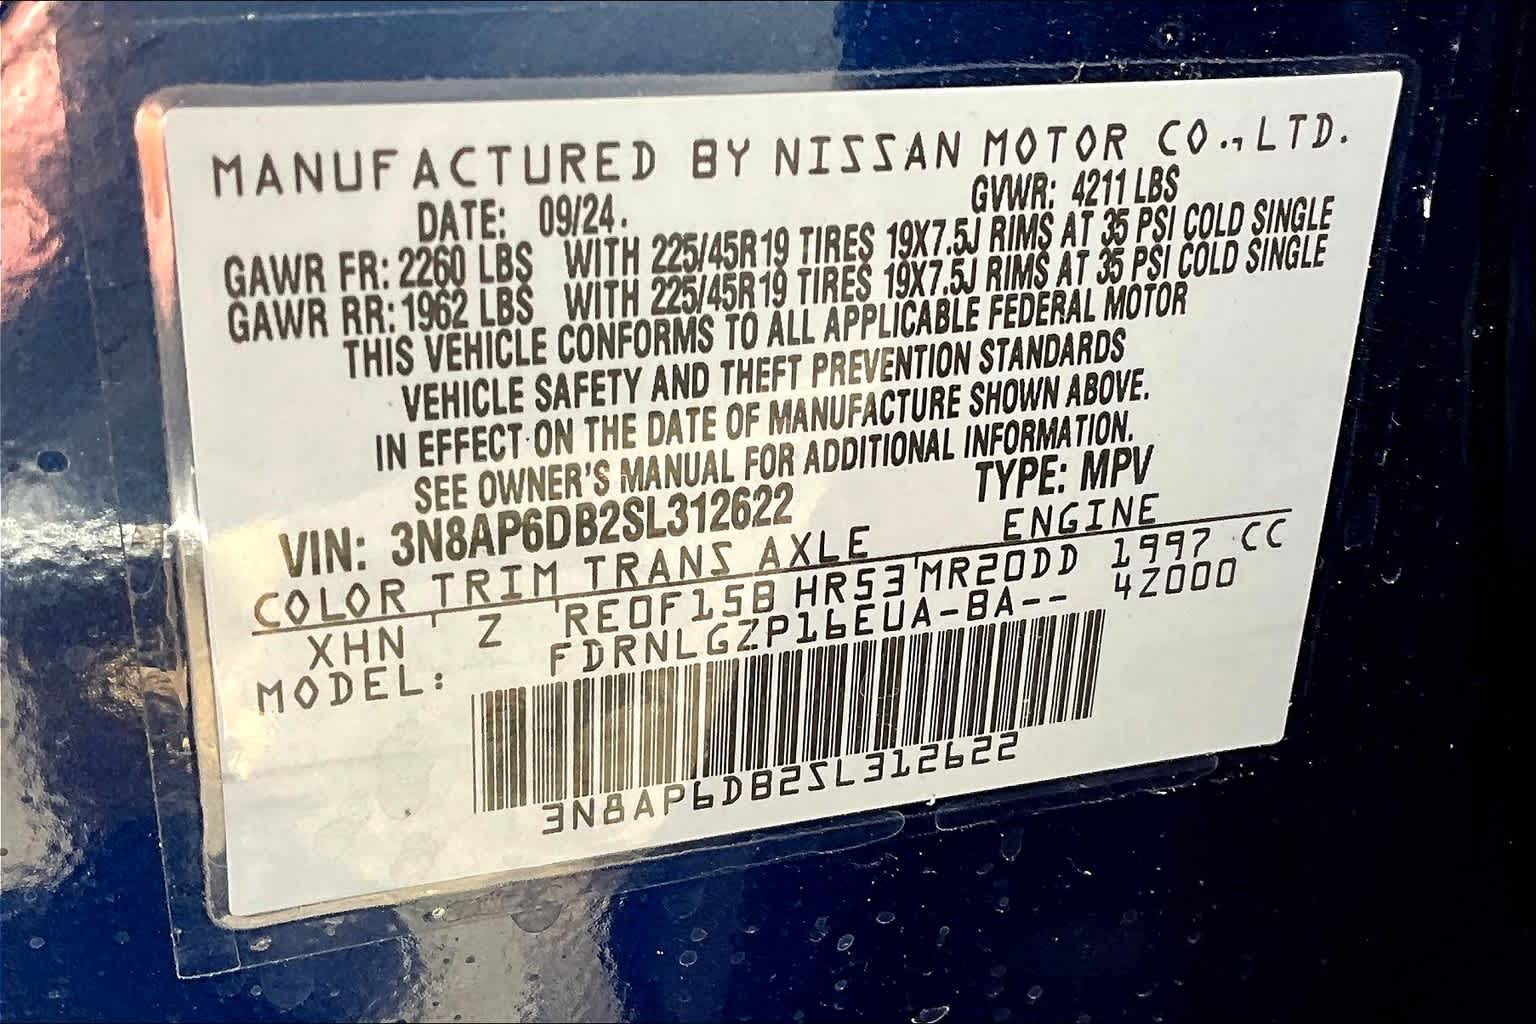 MANUFACTURED BY NISSAN MOTOR CO.,LTD.
DATE: 09/24. GVWR: 4211 LBS
GAWR FR: 2260 LBS WITH 225/45R19 TIRES 19X7.5J RIMS AT 35 PSI COLD SINGLE
GAWR RR: 1962 LBS WITH 225/45R19 TIRES 19X7.5J RIMS AT 35 PSI COLD SINGLE
THIS VEHICLE CONFORMS TO ALL APPLICABLE FEDERAL MOTOR
VEHICLE SAFETY AND THEFT PREVENTION STANDARDS
IN EFFECT ON THE DATE OF MANUFACTURE SHOWN ABOVE.
SEE OWNER'S MANUAL FOR ADDITIONAL INFORMATION.
VIN: 3N8AP6DB2SL312622 TYPE: MPV
COLOR TRIM TRANS AXLE ENGINE
XHN Z RE0F15B HR53 MR20DD 1997 CC
MODEL: FDRNLGZP16EUA-BA-- 4Z000
3N8AP6DB2SL312622